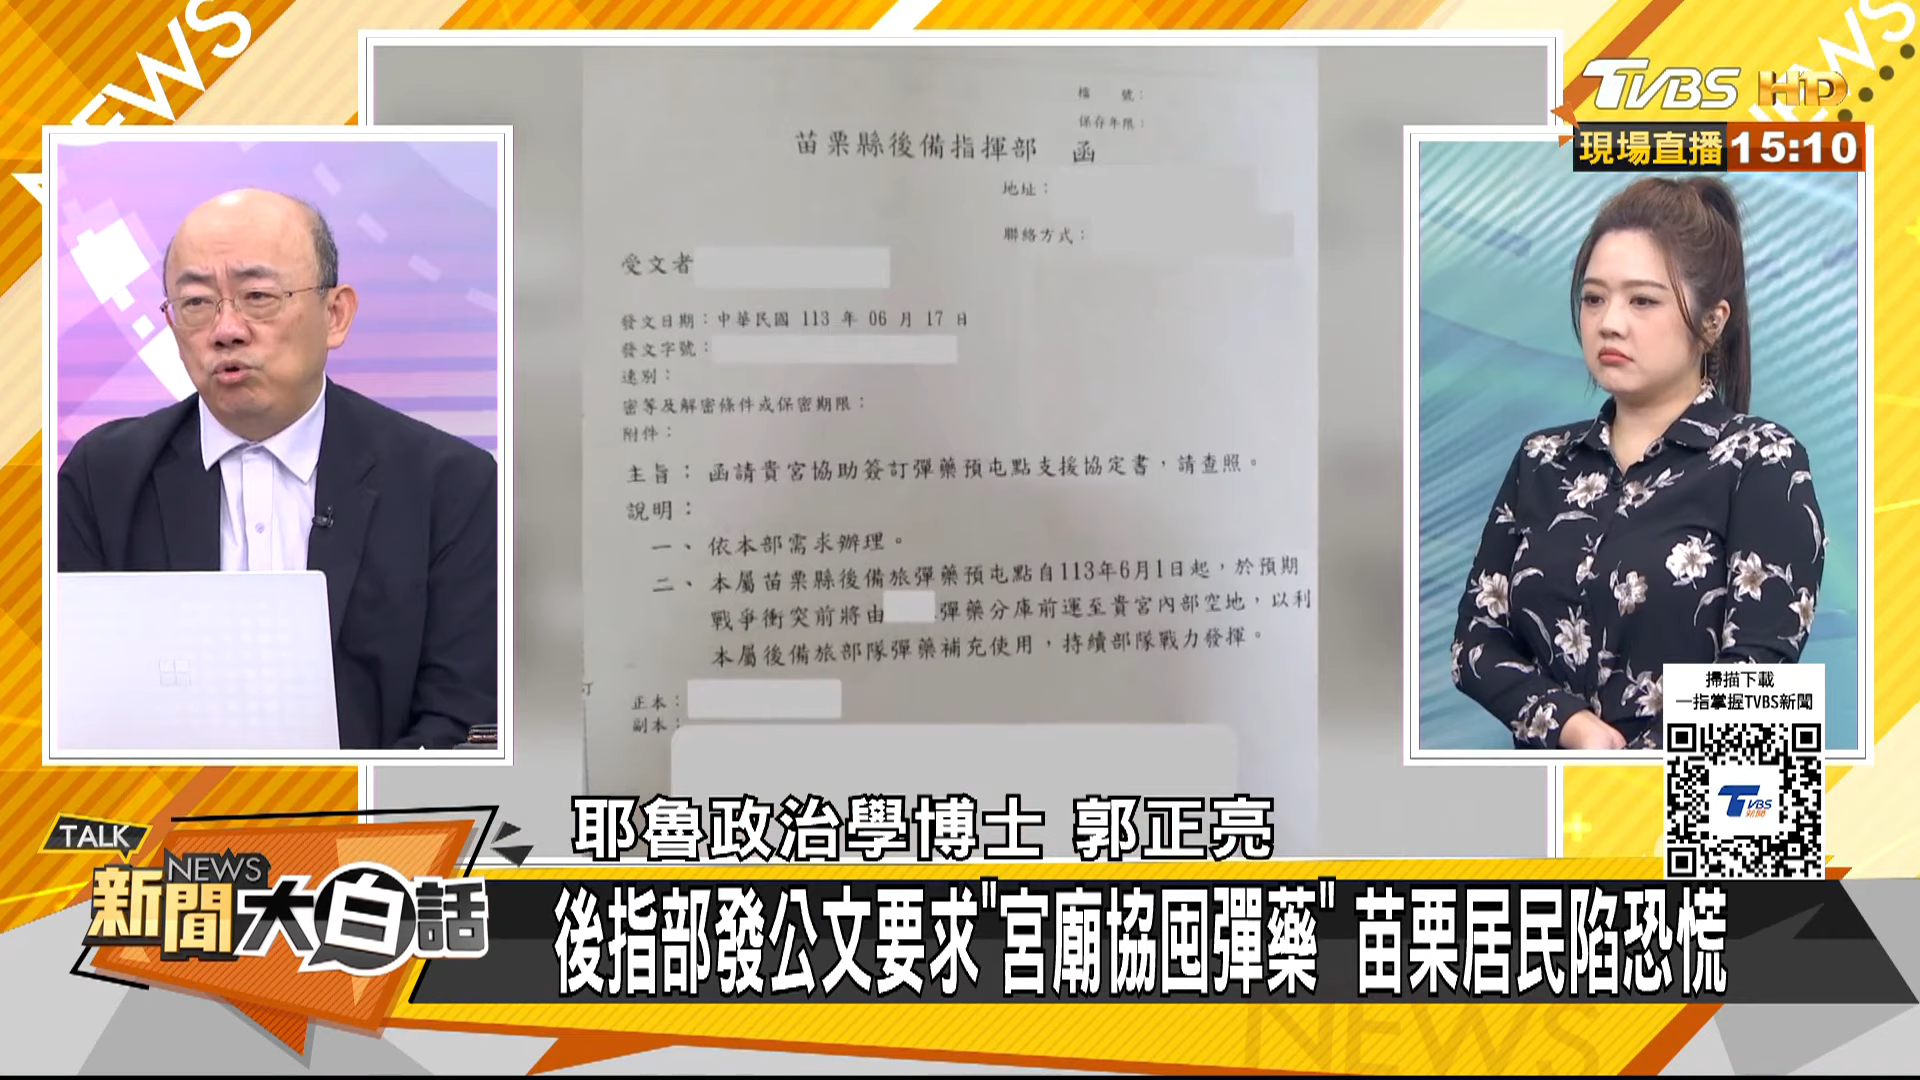 NEWS
NEWS
TVBS HD
現場直播 15:10
檔 號：
保存年限：
苗栗縣後備指揮部 函
地址：
聯絡方式：
受文者
發文日期：中華民國 113 年 06 月 17 日
發文字號：
速別：
密等及解密條件或保密期限：
附件：
主旨：函請貴宮協助簽訂彈藥預屯點支援協定書，請查照。
說明：
一、依本部需求辦理。
二、本屬苗栗縣後備旅彈藥預屯點自113年6月1日起，於預期
戰爭衝突前將由 彈藥分庫前運至貴宮內部空地，以利
本屬後備旅部隊彈藥補充使用，持續部隊戰力發揮。
訂
正本：
副本：
掃描下載
一指掌握TVBS新聞
TVBS
新聞
耶魯政治學博士 郭正亮
TALK
NEWS
新聞大白話
後指部發公文要求"宮廟協囤彈藥" 苗栗居民陷恐慌
NEWS